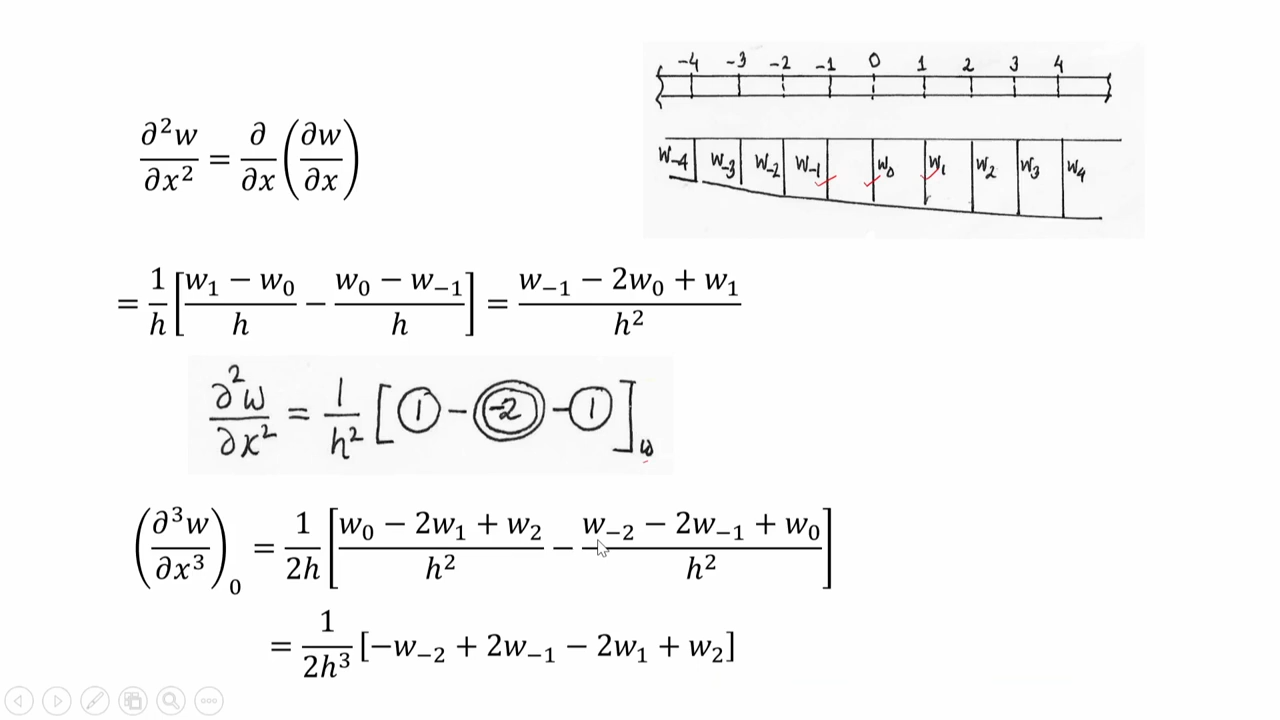 -4 -3 -2 -1 0 1 2 3 4
∂²w/∂x² = ∂/∂x (∂w/∂x)
w₋₄ w₋₃ w₋₂ w₋₁ w₀ w₁ w₂ w₃ w₄
= 1/h [(w₁ − w₀)/h − (w₀ − w₋₁)/h] = (w₋₁ − 2w₀ + w₁)/h²
∂²w/∂x² = 1/h² [1 - -2 - 1]w
(∂³w/∂x³)₀ = 1/2h [(w₀ − 2w₁ + w₂)/h² − (w₋₂ − 2w₋₁ + w₀)/h²]
= 1/2h³ [−w₋₂ + 2w₋₁ − 2w₁ + w₂]